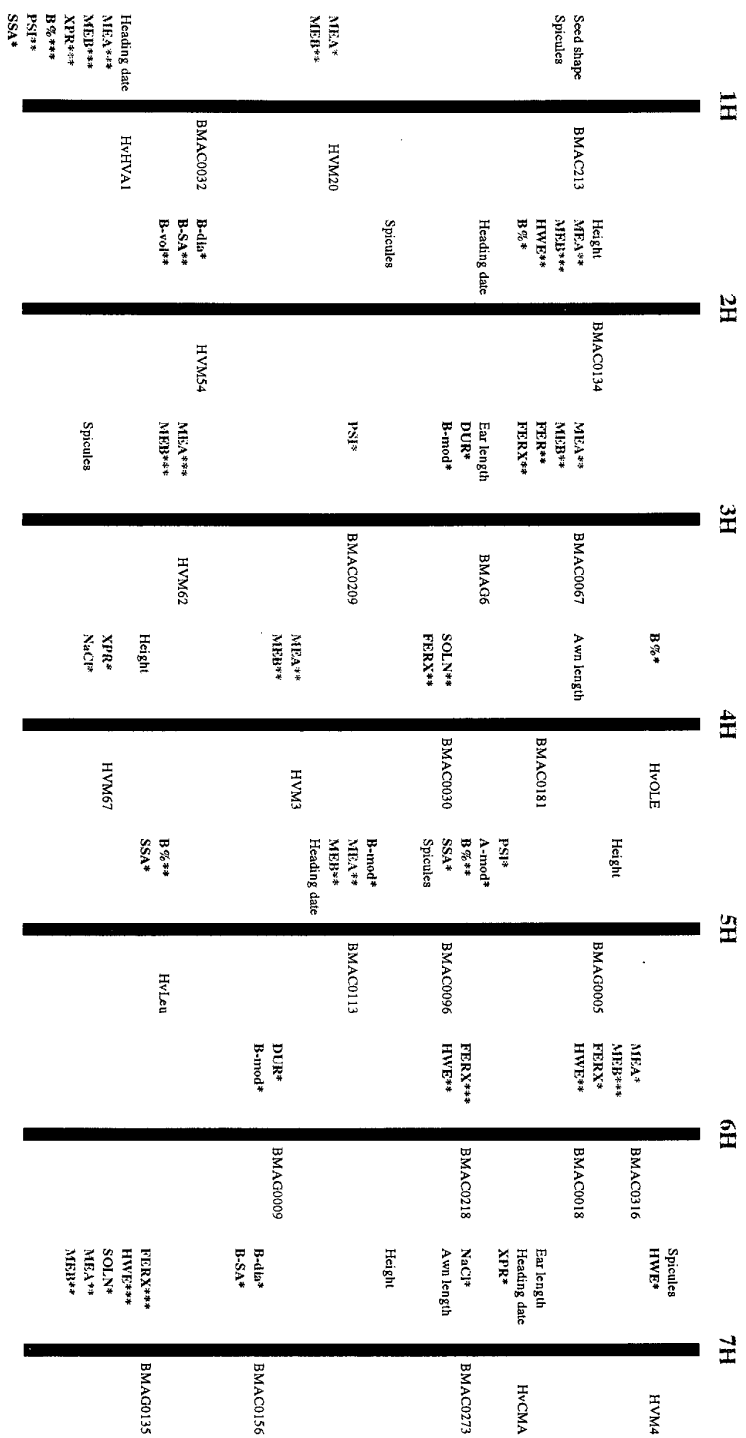 1H
Seed shape
Spicules
MEA*
MEB**
Heading date
MEA***
MEB***
XPR***
B%***
PSI**
SSA*
BMAC213
HVM20
BMAC0032
HvHVA1
2H
Height
MEA**
MEB***
HWE**
B%*
Heading date
Spicules
B-dia*
B-SA**
B-vol**
BMAC0134
HVM54
3H
MEA**
MEB**
FER**
FERX**
Ear length
DUR*
B-mod*
PSI*
MEA***
MEB***
Spicules
BMAC0067
BMAG6
BMAC0209
HVM62
4H
B%*
Awn length
SOLN**
FERX**
MEA**
MEB**
Height
XPR*
NaCl*
HvOLE
BMAC0181
BMAC0030
HVM3
HVM67
5H
Height
PSI*
A-mod*
B%**
SSA*
Spicules
B-mod*
MEA**
MEB**
Heading date
B%**
SSA*
BMAG0005
BMAC0096
BMAC0113
HvLeu
6H
MEA*
MEB***
FERX*
HWE**
FERX***
HWE**
DUR*
B-mod*
BMAC0316
BMAC0018
BMAC0218
BMAG0009
7H
Spicules
HWE*
Ear length
Heading date
XPR*
NaCl*
Awn length
Height
B-dia*
B-SA*
FERX***
HWE***
SOLN*
MEA**
MEB**
HVM4
HvCMA
BMAC0273
BMAC0156
BMAG0135